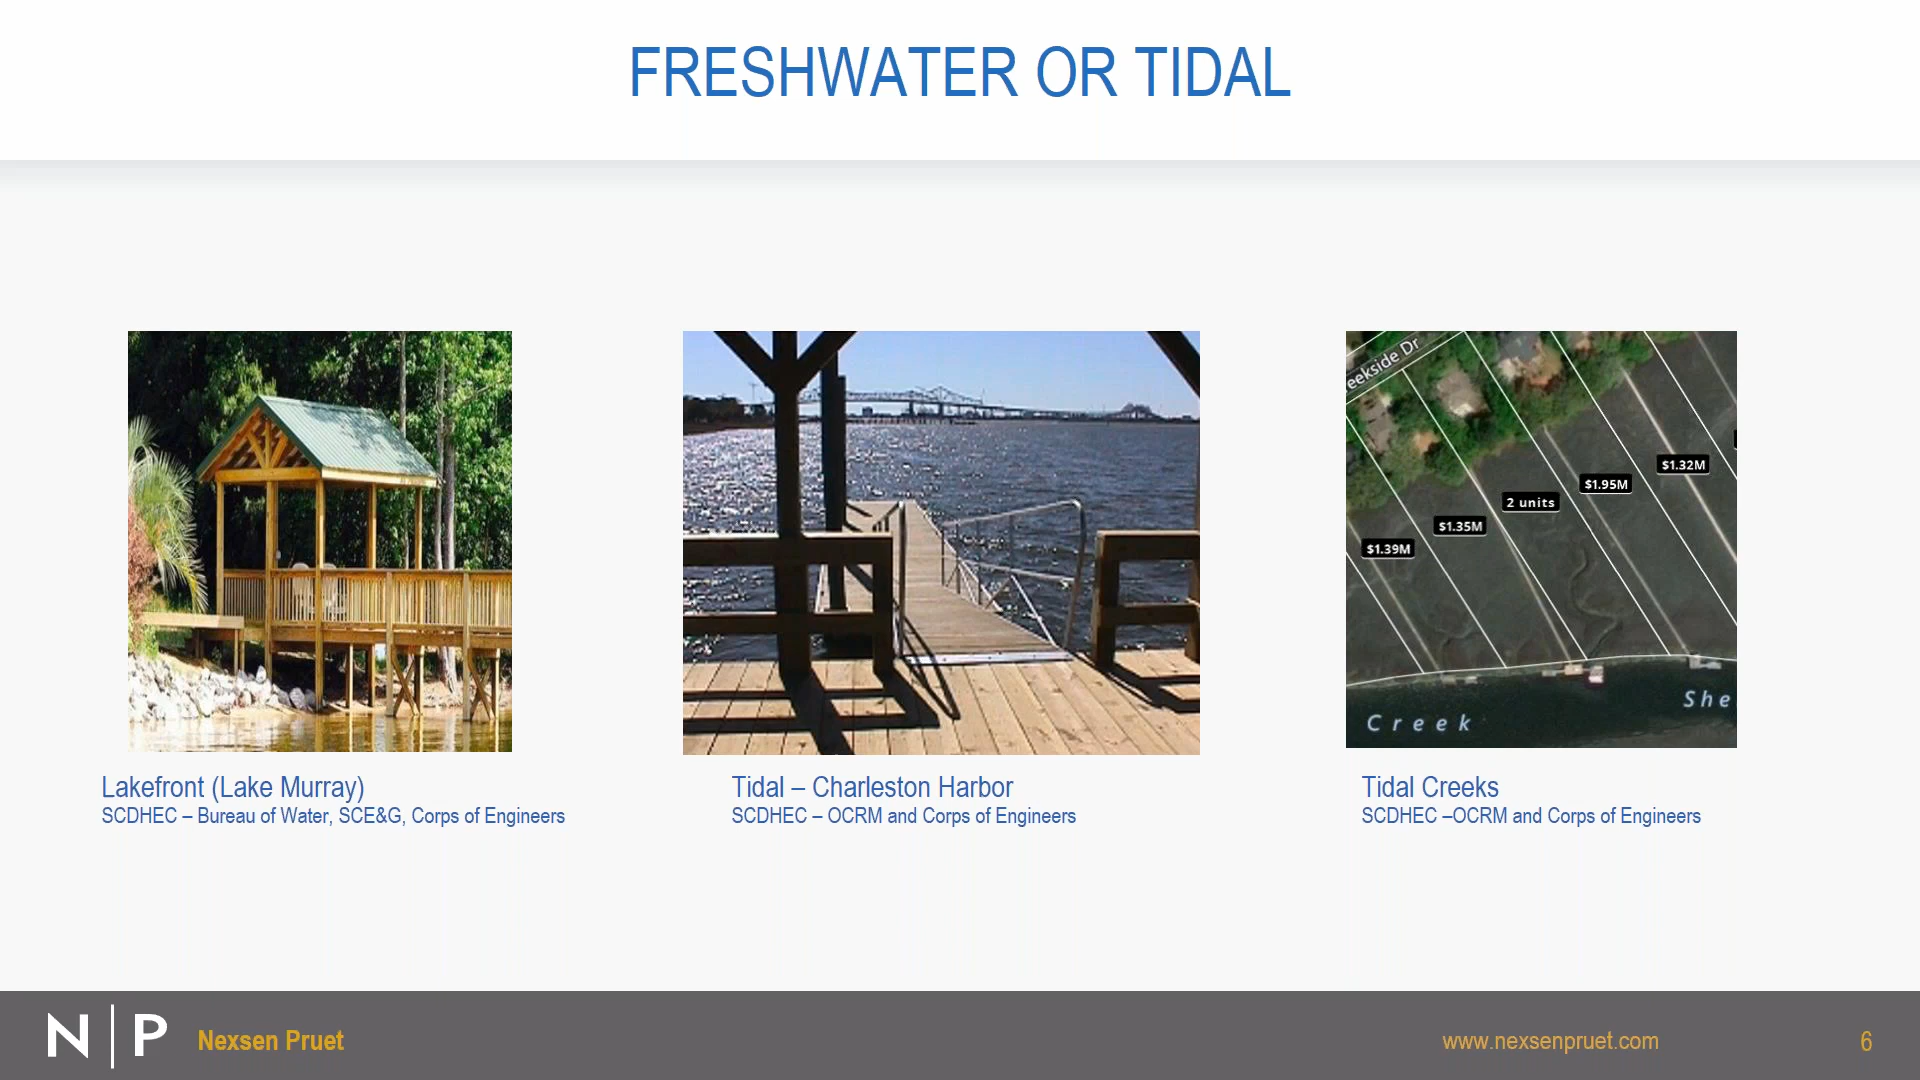 FRESHWATER OR TIDAL
eekside Dr
$1.32M
$1.95M
2 units
$1.35M
$1.39M
She
Creek
Lakefront (Lake Murray)
SCDHEC – Bureau of Water, SCE&G, Corps of Engineers
Tidal – Charleston Harbor
SCDHEC – OCRM and Corps of Engineers
Tidal Creeks
SCDHEC –OCRM and Corps of Engineers
N|P
Nexsen Pruet
www.nexsenpruet.com
6